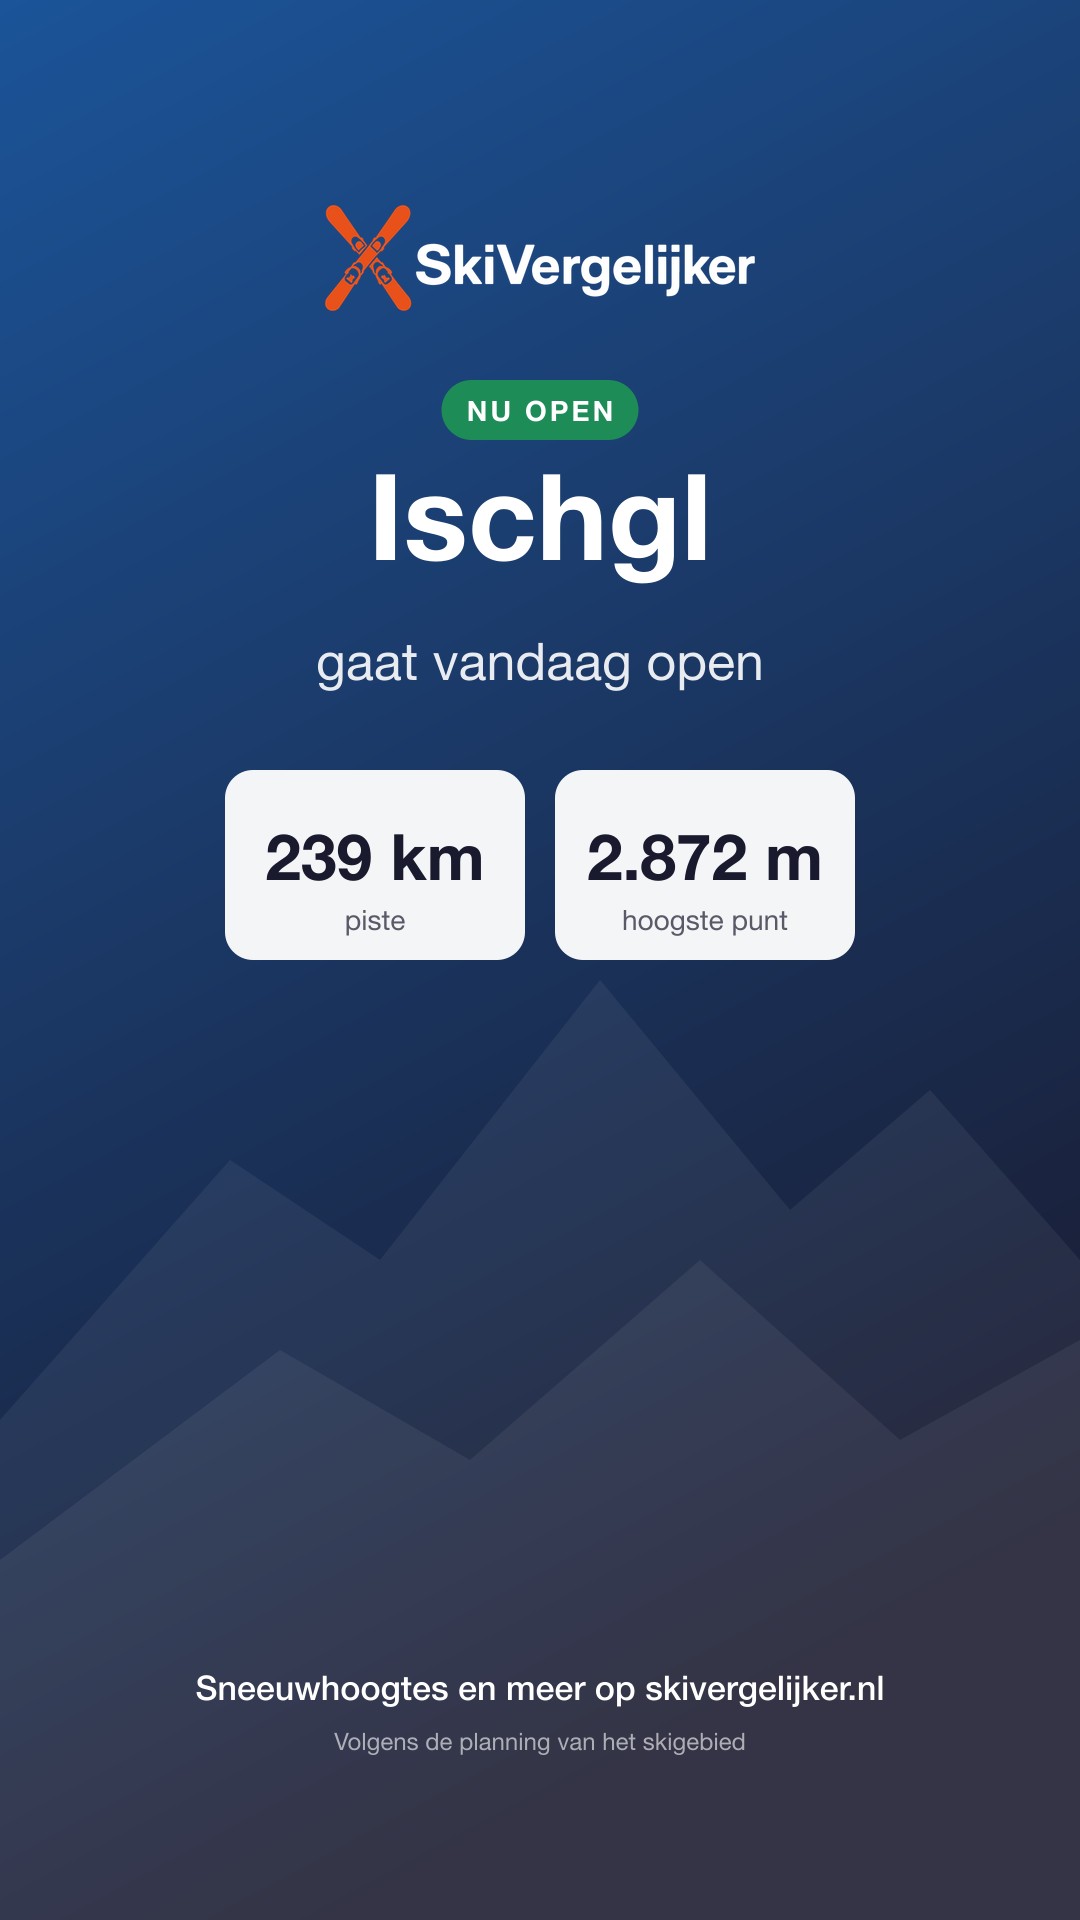 SkiVergelijker
NU OPEN
Ischgl
gaat vandaag open
239 km
piste
2.872 m
hoogste punt
Sneeuwhoogtes en meer op skivergelijker.nl
Volgens de planning van het skigebied